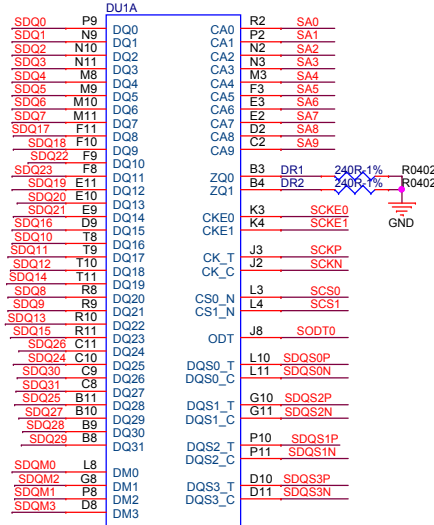 DU1A
SDQ0 P9 DQ0 CA0 R2 SA0
SDQ1 N9 DQ1 CA1 P2 SA1
SDQ2 N10 DQ2 CA2 N2 SA2
SDQ3 N11 DQ3 CA3 N3 SA3
SDQ4 M8 DQ4 CA4 M3 SA4
SDQ5 M9 DQ5 CA5 F3 SA5
SDQ6 M10 DQ6 CA6 E3 SA6
SDQ7 M11 DQ7 CA7 E2 SA7
SDQ17 F11 DQ8 CA8 D2 SA8
SDQ18 F10 DQ9 CA9 C2 SA9
SDQ22 F9 DQ10
SDQ23 F8 DQ11 ZQ0 B3 DR1 240R-1% R0402
SDQ19 E11 DQ12 ZQ1 B4 DR2 240R-1% R0402
SDQ20 E10 DQ13
SDQ21 E9 DQ14 CKE0 K3 SCKE0
SDQ16 D9 DQ15 CKE1 K4 SCKE1
GND
SDQ10 T8 DQ16
SDQ11 T9 DQ17 CK_T J3 SCKP
SDQ12 T10 DQ18 CK_C J2 SCKN
SDQ14 T11 DQ19
SDQ8 R8 DQ20 CS0_N L3 SCS0
SDQ9 R9 DQ21 CS1_N L4 SCS1
SDQ13 R10 DQ22
SDQ15 R11 DQ23 ODT J8 SODT0
SDQ26 C11 DQ24
SDQ24 C10 DQ25 DQS0_T L10 SDQS0P
SDQ30 C9 DQ26 DQS0_C L11 SDQS0N
SDQ31 C8 DQ27
SDQ25 B11 DQ28 DQS1_T G10 SDQS2P
SDQ27 B10 DQ29 DQS1_C G11 SDQS2N
SDQ28 B9 DQ30
SDQ29 B8 DQ31 DQS2_T P10 SDQS1P
DQS2_C P11 SDQS1N
SDQM0 L8 DM0
SDQM2 G8 DM1 DQS3_T D10 SDQS3P
SDQM1 P8 DM2 DQS3_C D11 SDQS3N
SDQM3 D8 DM3